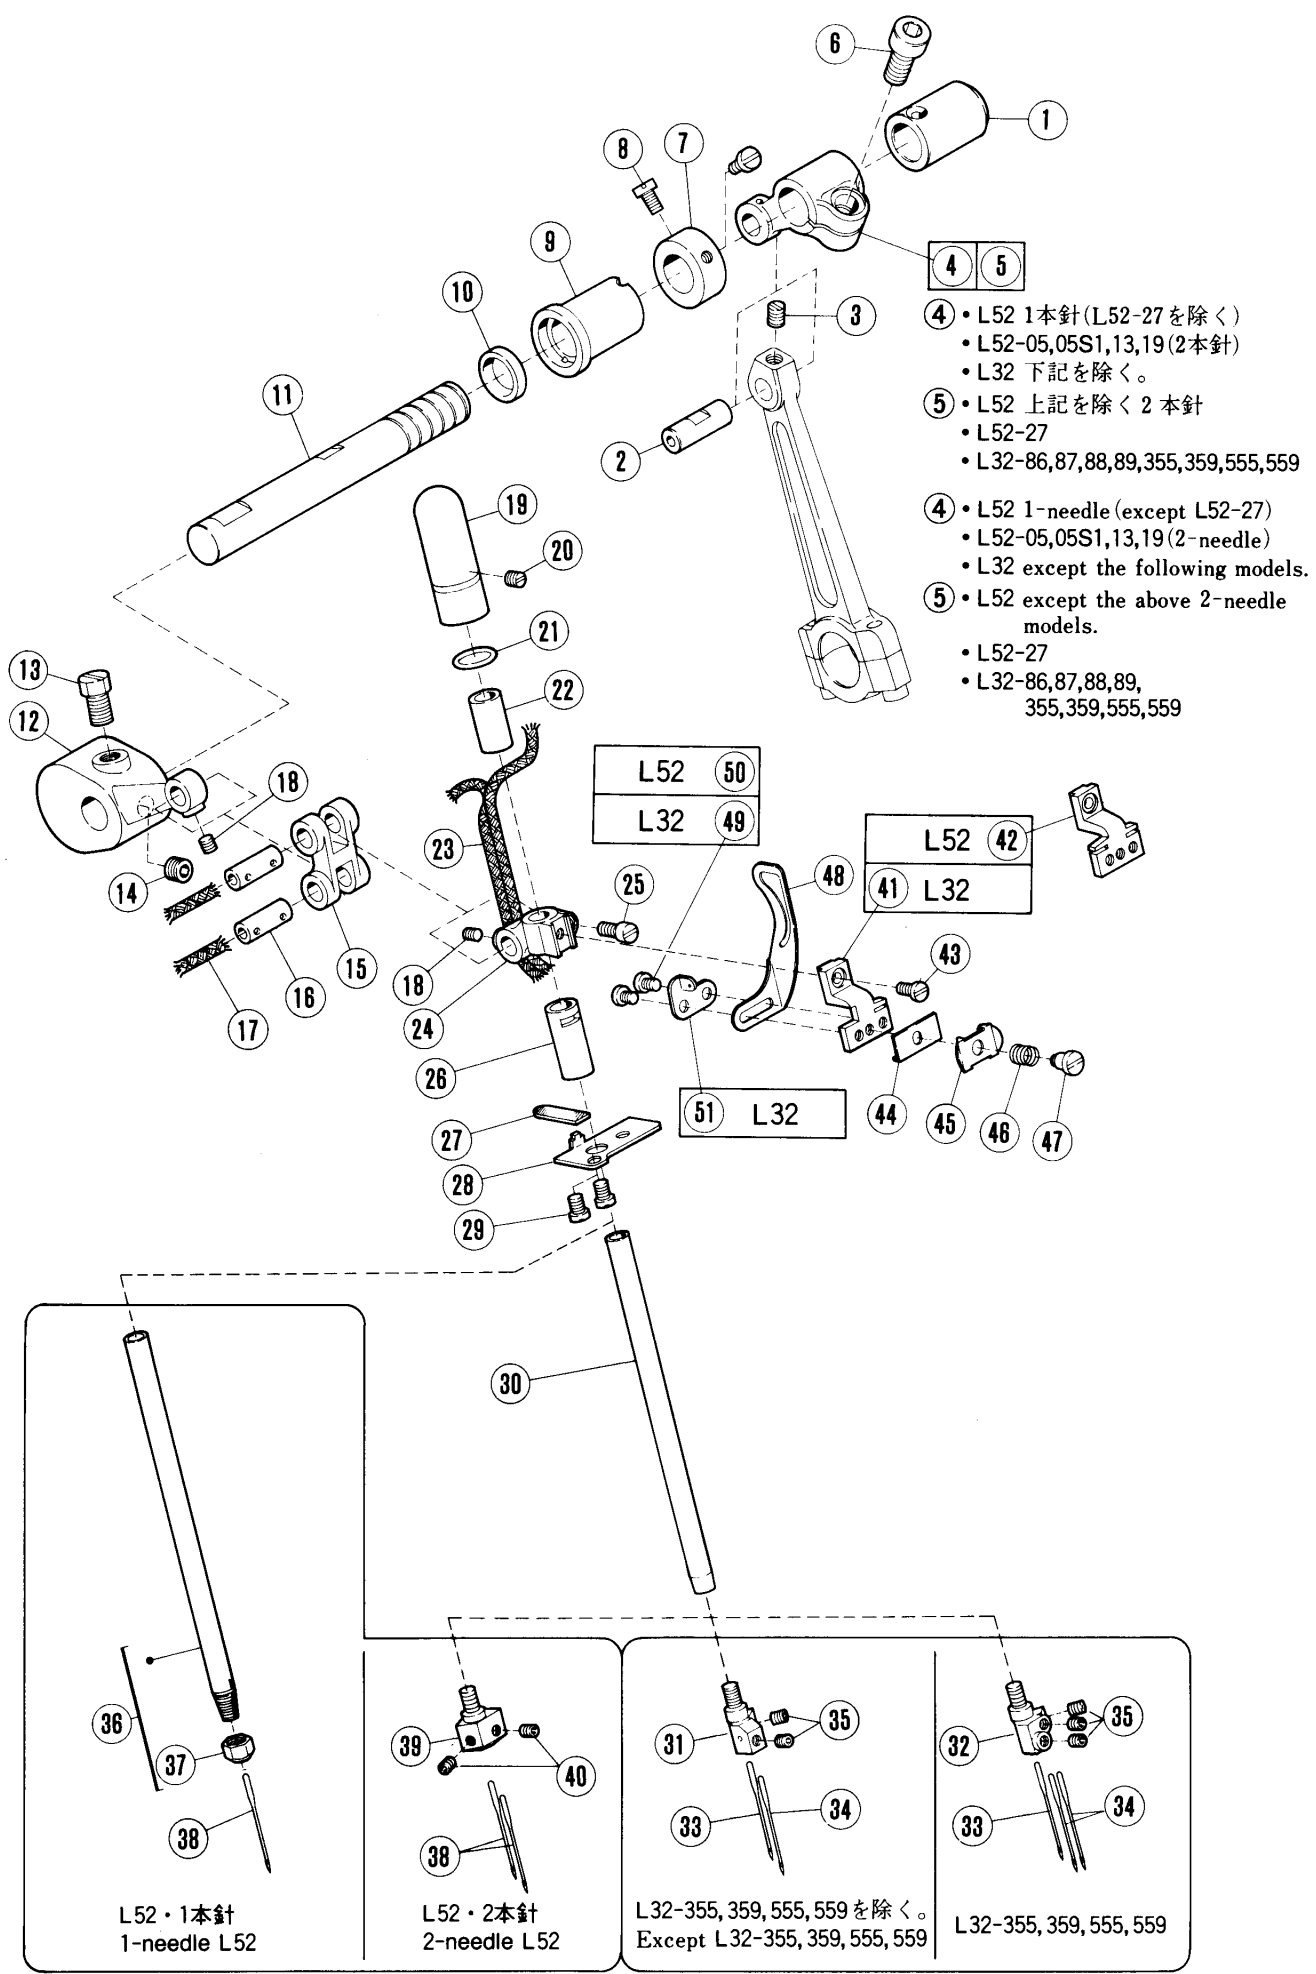 6
1
8
7
9
10
4 5
3
11
2
④・L52 1本針(L52-27を除く)
・L52-05,05S1,13,19(2本針)
・L32 下記を除く。
⑤・L52 上記を除く2本針
・L52-27
・L32-86,87,88,89,355,359,555,559
④・L52 1-needle(except L52-27)
・L52-05,05S1,13,19(2-needle)
・L32 except the following models.
⑤・L52 except the above 2-needle
models.
・L52-27
・L32-86,87,88,89,
355,359,555,559
19
20
21
22
13
12
18
14
15
16
17
23
L52 50
L32 49
L52 42
41 L32
48
25
43
18
24
26
27
28
29
51 L32
44
45
46
47
30
36
37
38
39
40
38
31
35
33
34
32
35
33
34
L52・1本針
1-needle L52
L52・2本針
2-needle L52
L32-355, 359, 555, 559を除く。
Except L32-355, 359, 555, 559
L32-355, 359, 555, 559